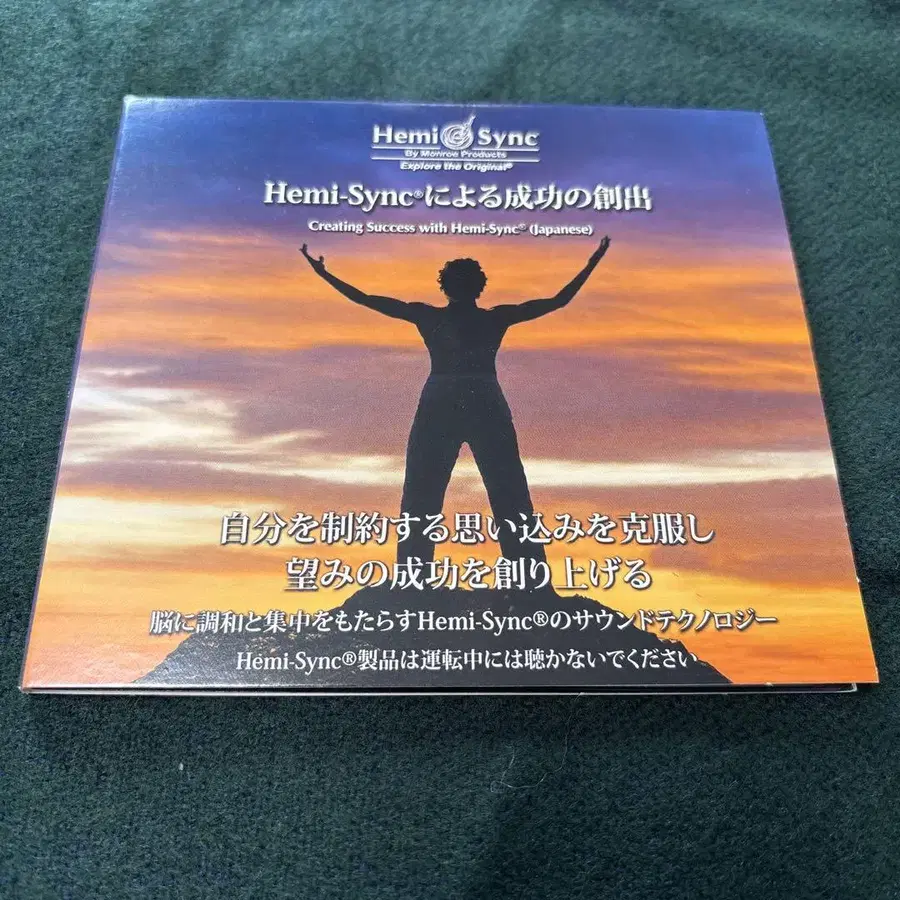 Hemi Sync
By Monroe Products
Explore the Original®
Hemi-Sync®による成功の創出
Creating Success with Hemi-Sync® (Japanese)
自分を制約する思い込みを克服し
望みの成功を創り上げる
脳に調和と集中をもたらすHemi-Sync®のサウンドテクノロジー
Hemi-Sync®製品は運転中には聴かないでください